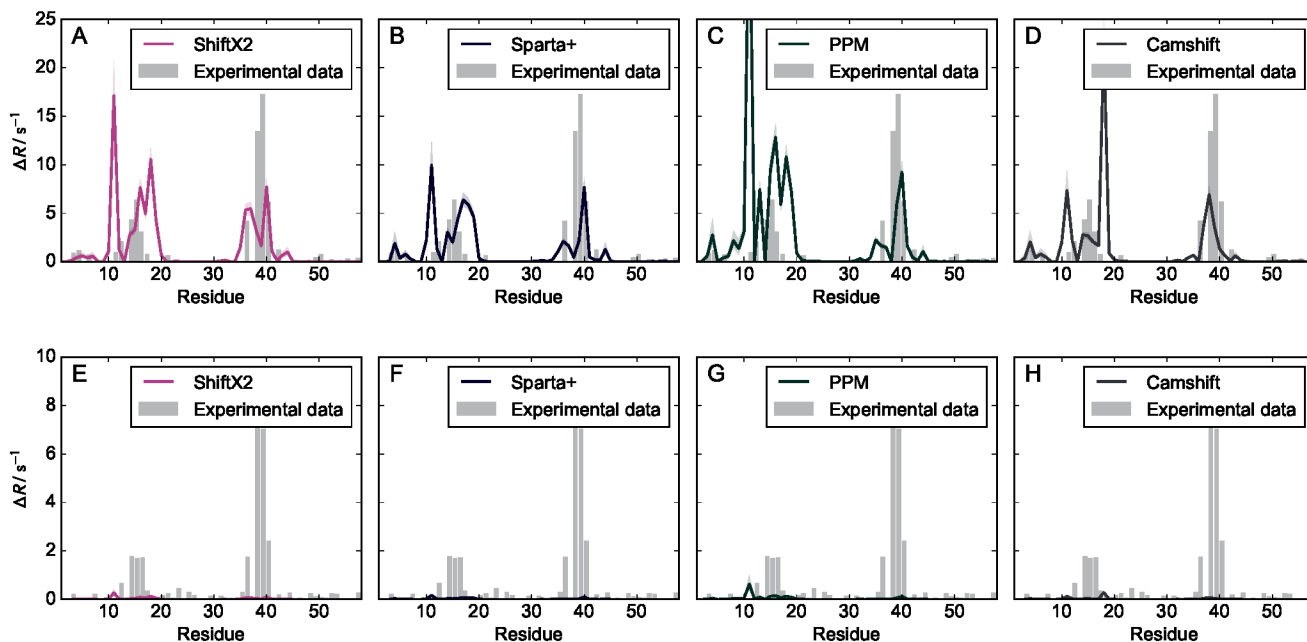 A
ShiftX2
Experimental data
B
Sparta+
Experimental data
C
PPM
Experimental data
D
Camshift
Experimental data
25
20
15
10
5
0
ΔR/ s⁻¹
10 20 30 40 50
Residue
10 20 30 40 50
Residue
10 20 30 40 50
Residue
10 20 30 40 50
Residue
E
ShiftX2
Experimental data
F
Sparta+
Experimental data
G
PPM
Experimental data
H
Camshift
Experimental data
10
8
6
4
2
0
ΔR/ s⁻¹
10 20 30 40 50
Residue
10 20 30 40 50
Residue
10 20 30 40 50
Residue
10 20 30 40 50
Residue